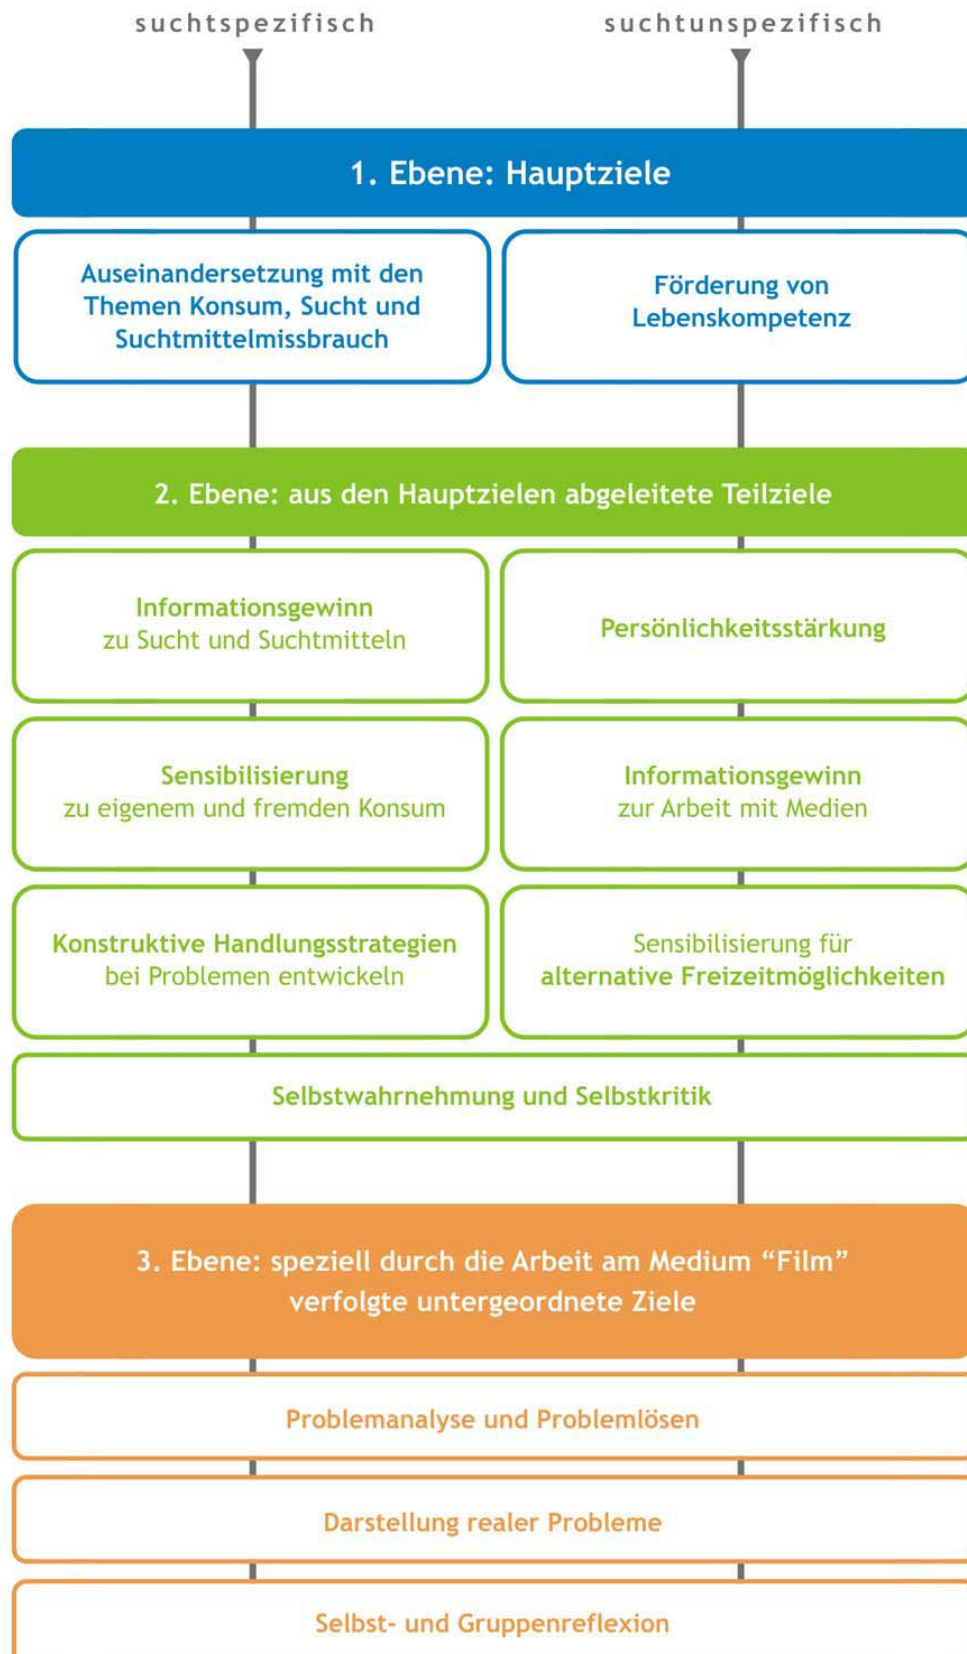 suchtspezifisch
suchtunspezifisch
1. Ebene: Hauptziele
Auseinandersetzung mit den
Themen Konsum, Sucht und
Suchtmittelmissbrauch
Förderung von
Lebenskompetenz
2. Ebene: aus den Hauptzielen abgeleitete Teilziele
Informationsgewinn
zu Sucht und Suchtmitteln
Persönlichkeitsstärkung
Sensibilisierung
zu eigenem und fremden Konsum
Informationsgewinn
zur Arbeit mit Medien
Konstruktive Handlungsstrategien
bei Problemen entwickeln
Sensibilisierung für
alternative Freizeitmöglichkeiten
Selbstwahrnehmung und Selbstkritik
3. Ebene: speziell durch die Arbeit am Medium “Film”
verfolgte untergeordnete Ziele
Problemanalyse und Problemlösen
Darstellung realer Probleme
Selbst- und Gruppenreflexion